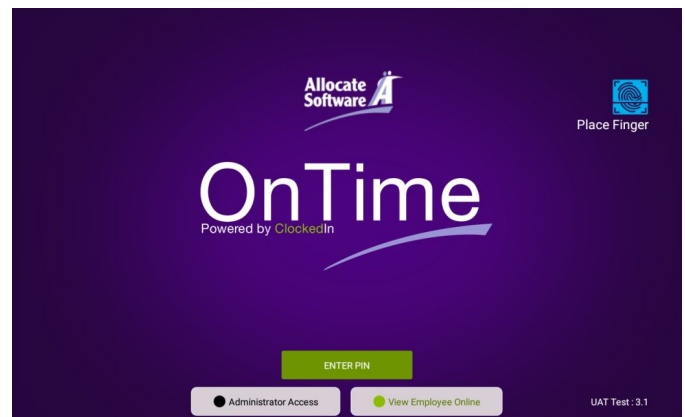 Allocate
Software
Place Finger
OnTime
Powered by ClockedIn
ENTER PIN
Administrator Access
View Employee Online
UAT Test : 3.1